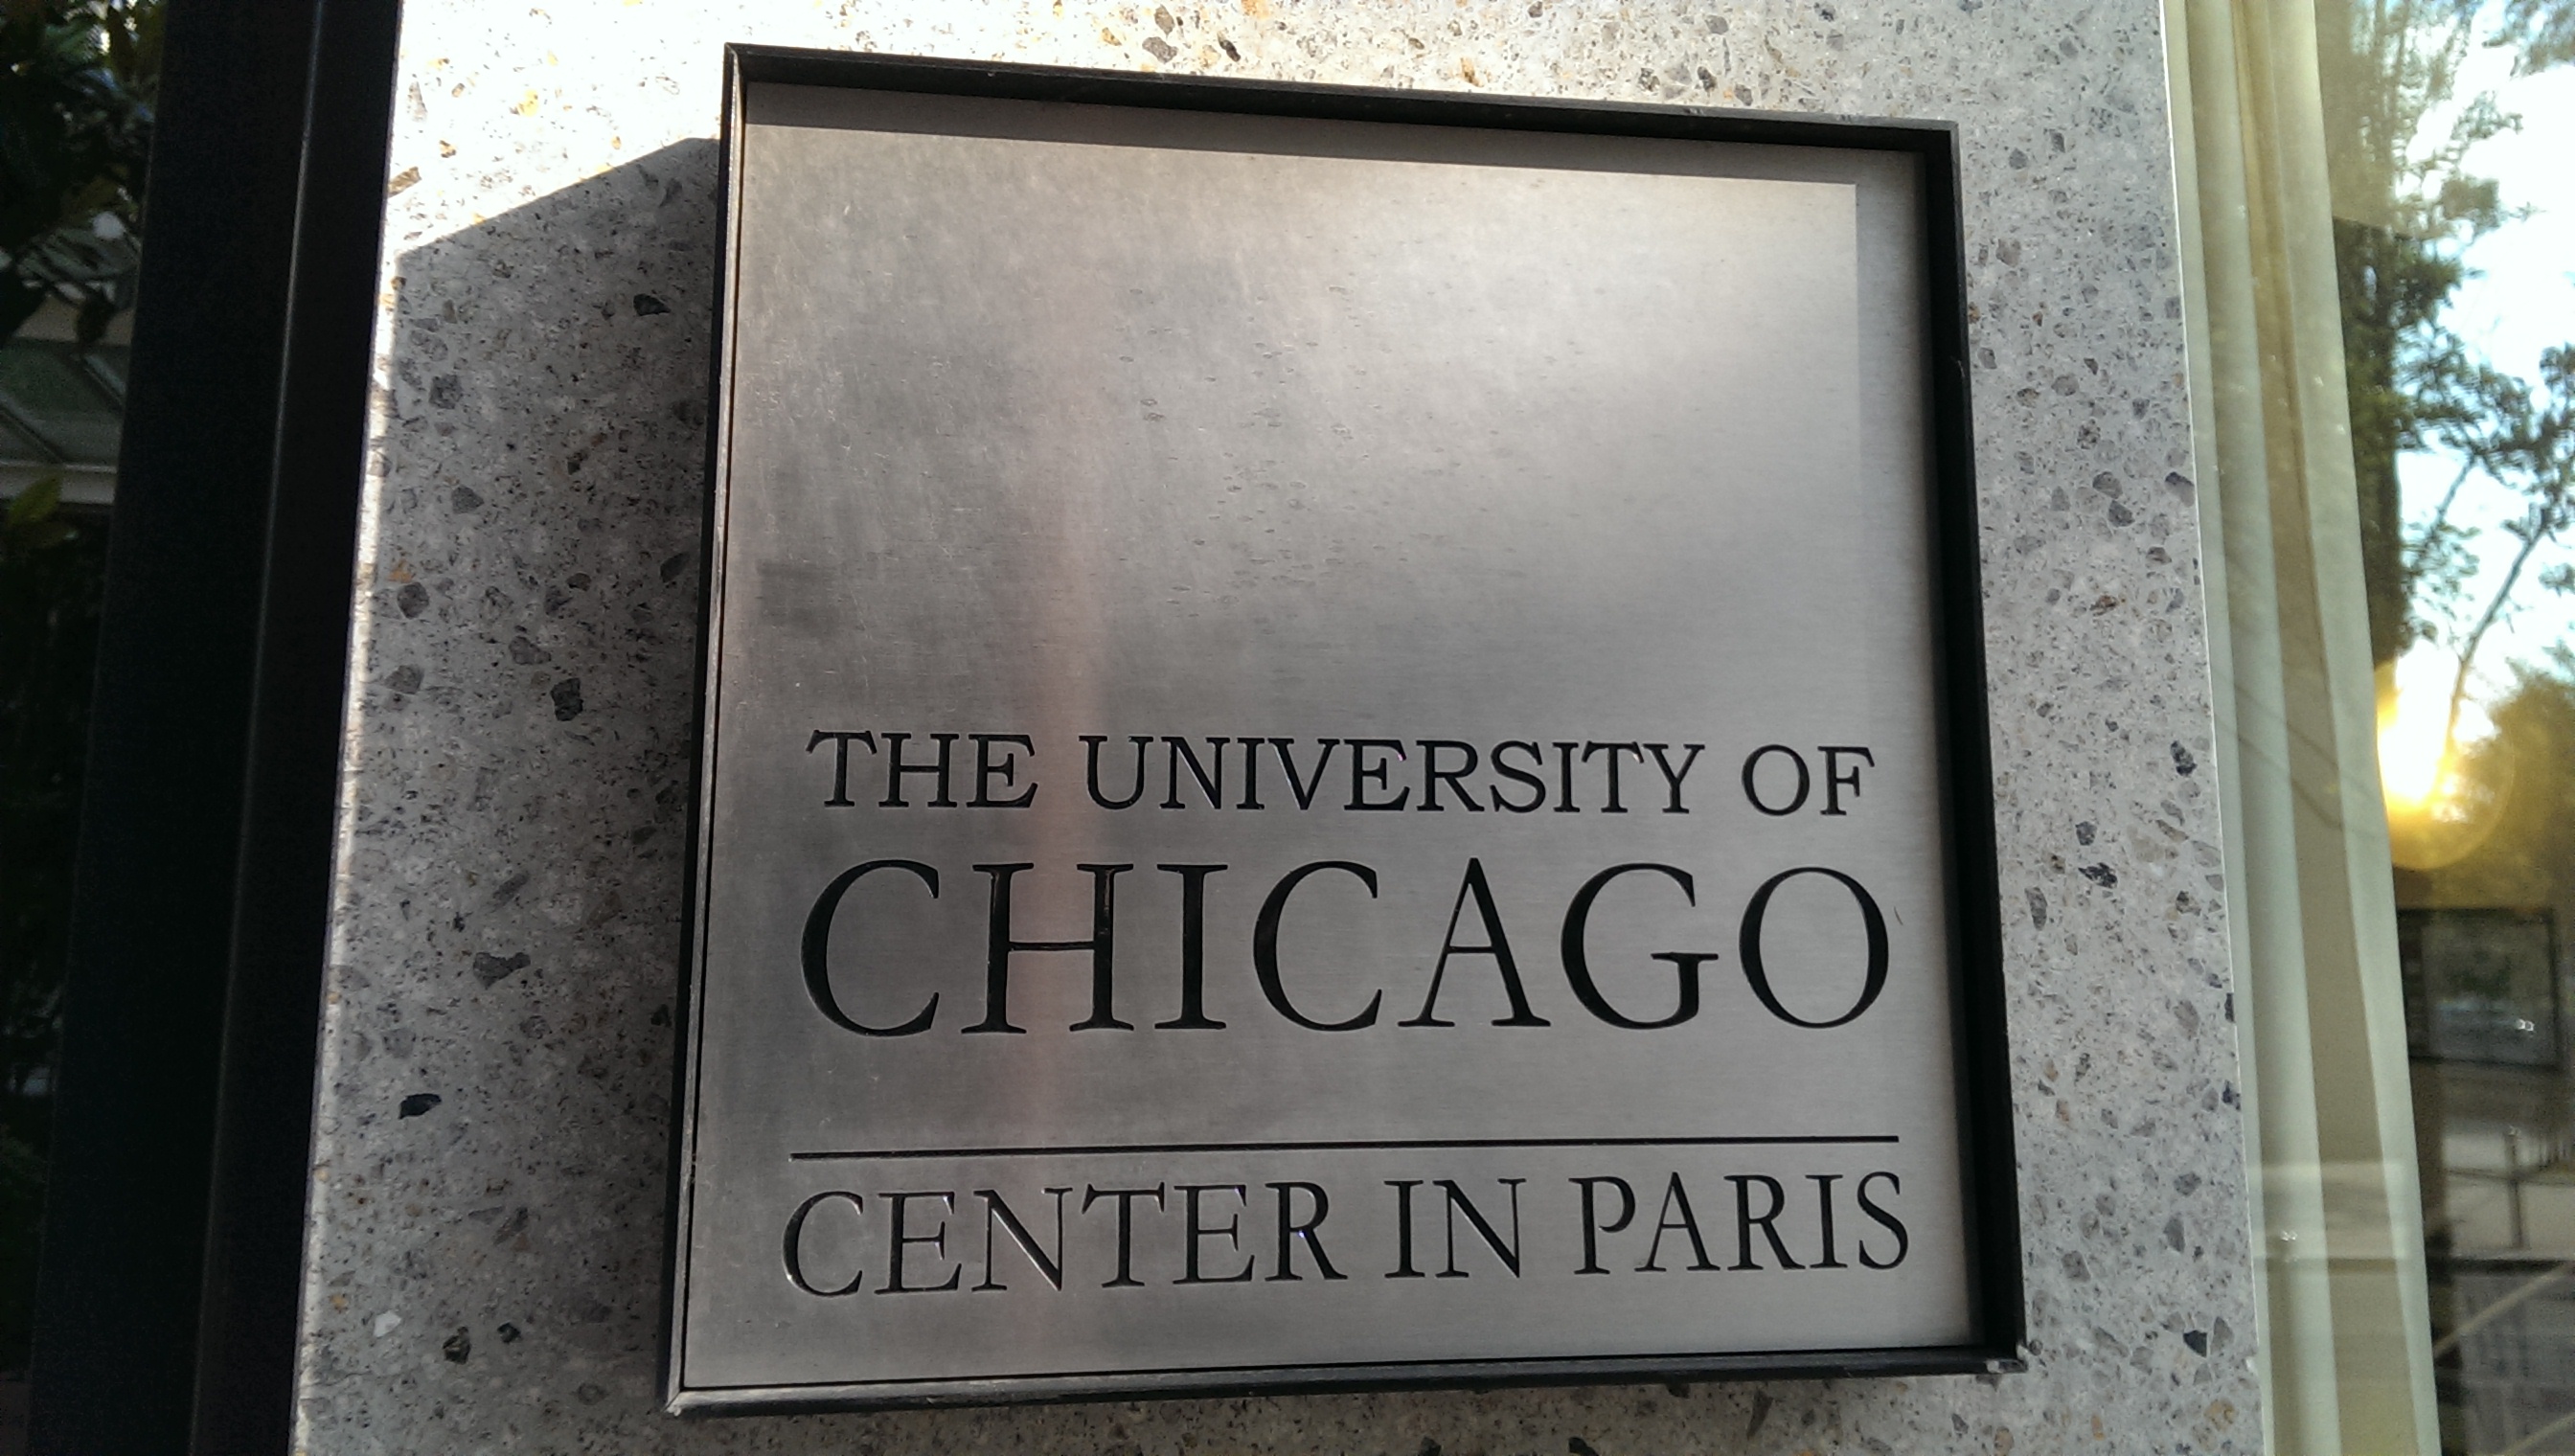 THE UNIVERSITY OF
CHICAGO
CENTER IN PARIS